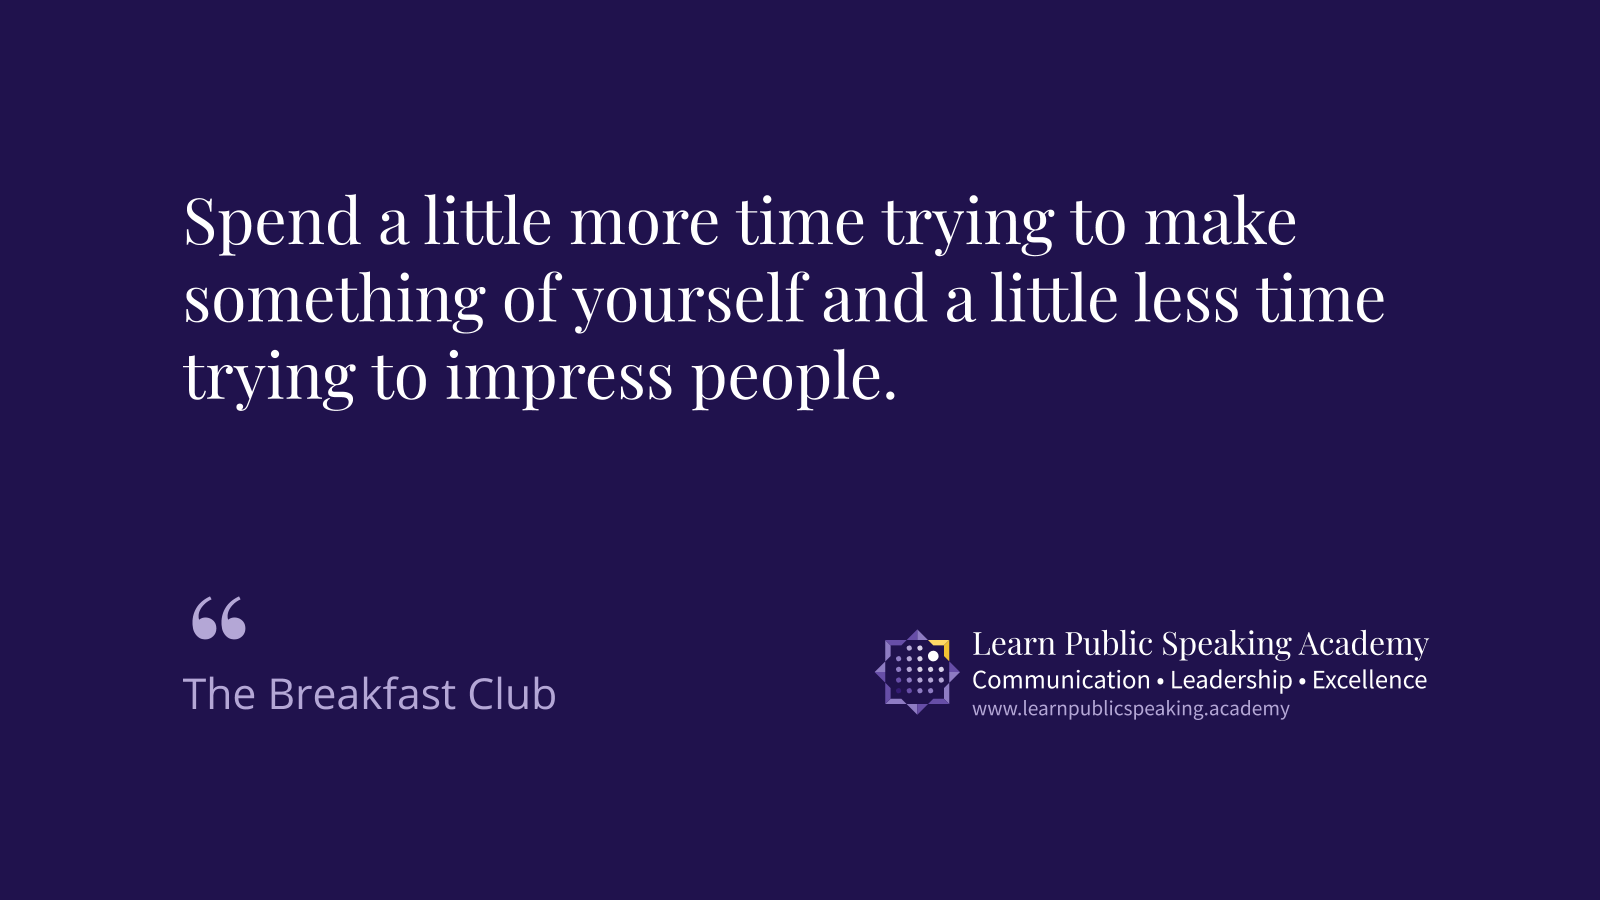 Spend a little more time trying to make
something of yourself and a little less time
trying to impress people.
“
The Breakfast Club
Learn Public Speaking Academy
Communication • Leadership • Excellence
www.learnpublicspeaking.academy